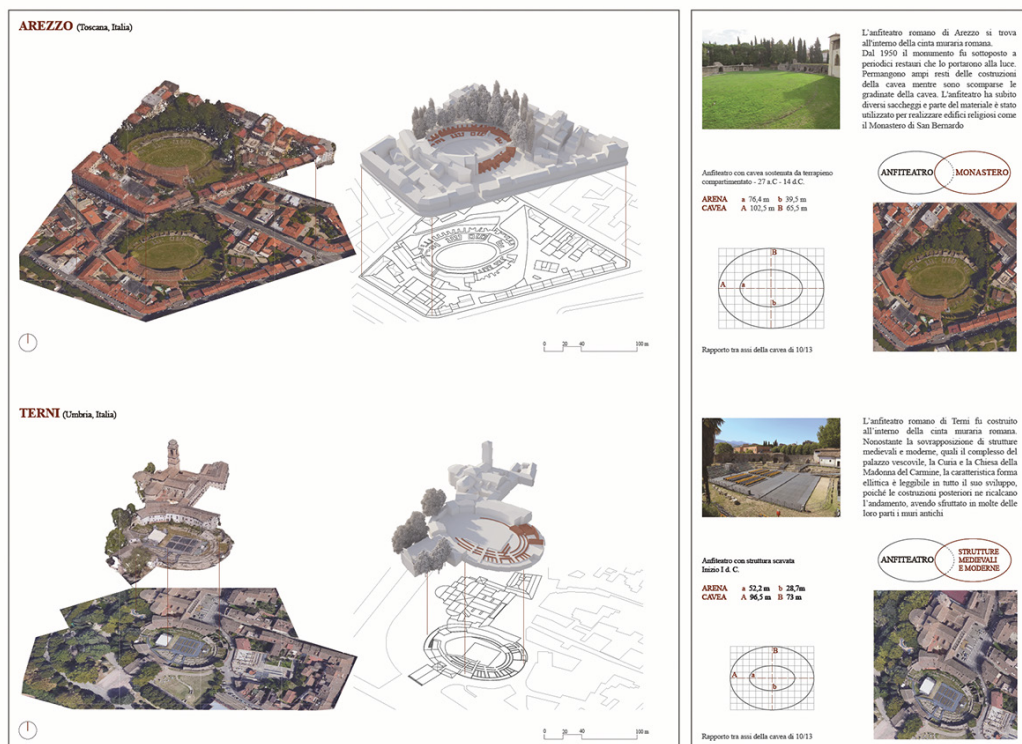 AREZZO (Toscana, Italia)
0 20 40 100 m
L'anfiteatro romano di Arezzo si trova
all'interno della cinta muraria romana.
Dal 1950 il monumento fu sottoposto a
periodici restauri che lo portarono alla luce.
Permangono ampi resti delle costruzioni
della cavea mentre sono scomparse le
gradinate della cavea. L'anfiteatro ha subito
diversi saccheggi e parte del materiale è stato
utilizzato per realizzare edifici religiosi come
il Monastero di San Bernardo
Anfiteatro con cavea sostenuta da terrapieno
compartimentato - 27 a.C - 14 d.C.
ARENA a 76,4 m b 39,5 m
CAVEA A 102,5 m B 65,5 m
ANFITEATRO MONASTERO
B
A a
b
Rapporto tra assi della cavea di 10/13
TERNI (Umbria, Italia)
0 20 40 100 m
L'anfiteatro romano di Terni fu costruito
all'interno della cinta muraria romana.
Nonostante la sovrapposizione di strutture
medievali e moderne, quali il complesso del
palazzo vescovile, la Curia e la Chiesa della
Madonna del Carmine, la caratteristica forma
ellittica è leggibile in tutto il suo sviluppo,
poiché le costruzioni posteriori ne ricalcano
l'andamento, avendo sfruttato in molte delle
loro parti i muri antichi
Anfiteatro con struttura scavata
Inizio I d. C.
ARENA a 52,2 m b 28,7m
CAVEA A 96,5 m B 73 m
ANFITEATRO STRUTTURE
MEDIEVALI
E MODERNE
B
A a
b
Rapporto tra assi della cavea di 10/13